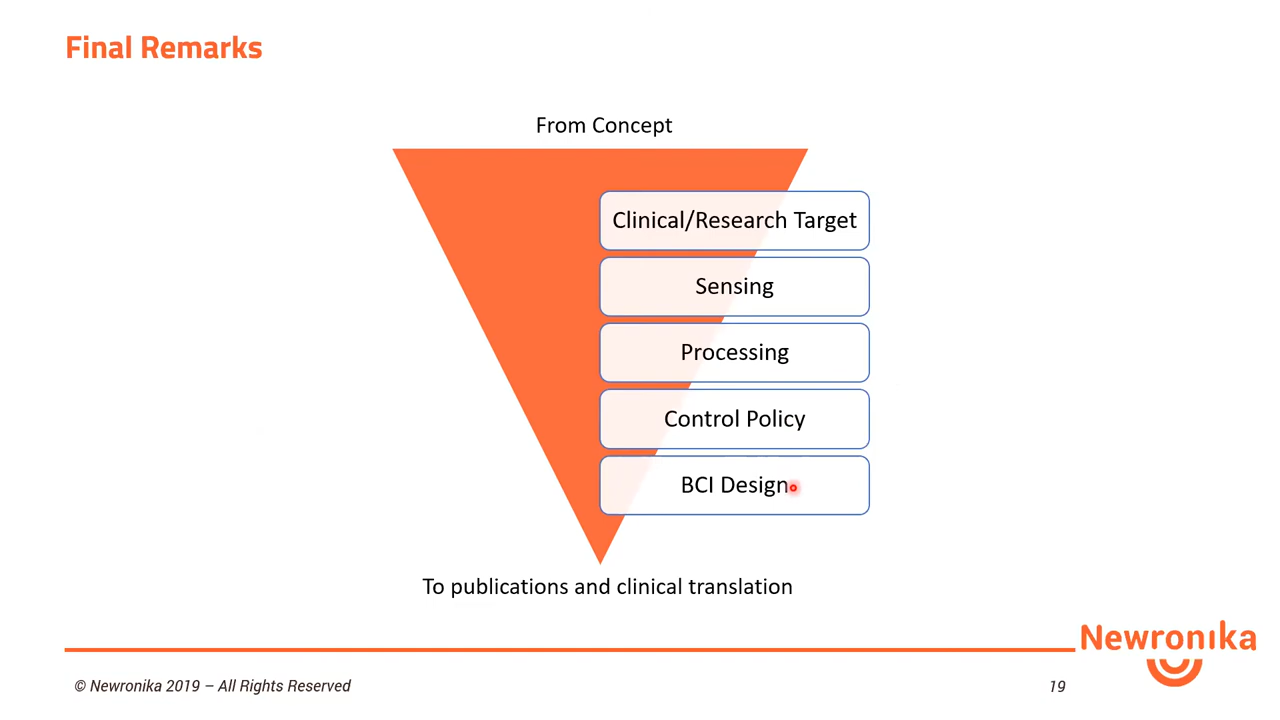 Final Remarks
From Concept
Clinical/Research Target
Sensing
Processing
Control Policy
BCI Design
To publications and clinical translation
Newronika
© Newronika 2019 – All Rights Reserved
19